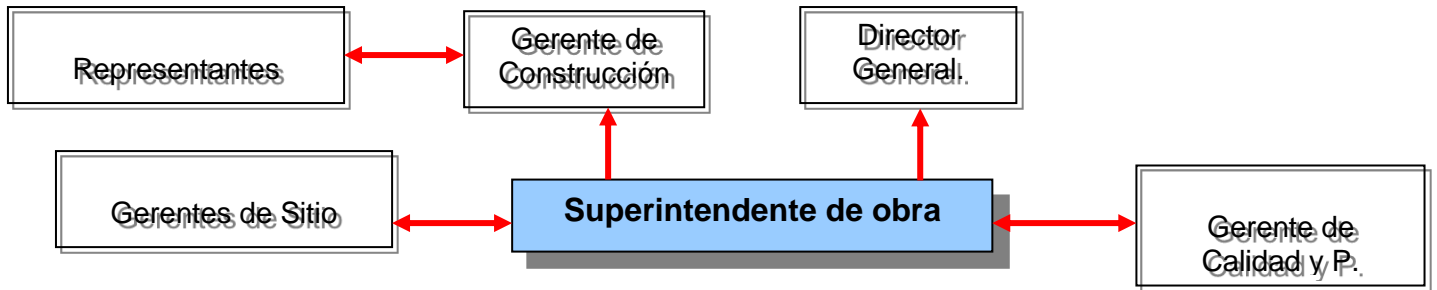 Representantes
Gerente de
Construcción
Director
General.
Gerentes de Sitio
Superintendente de obra
Gerente de
Calidad y P.